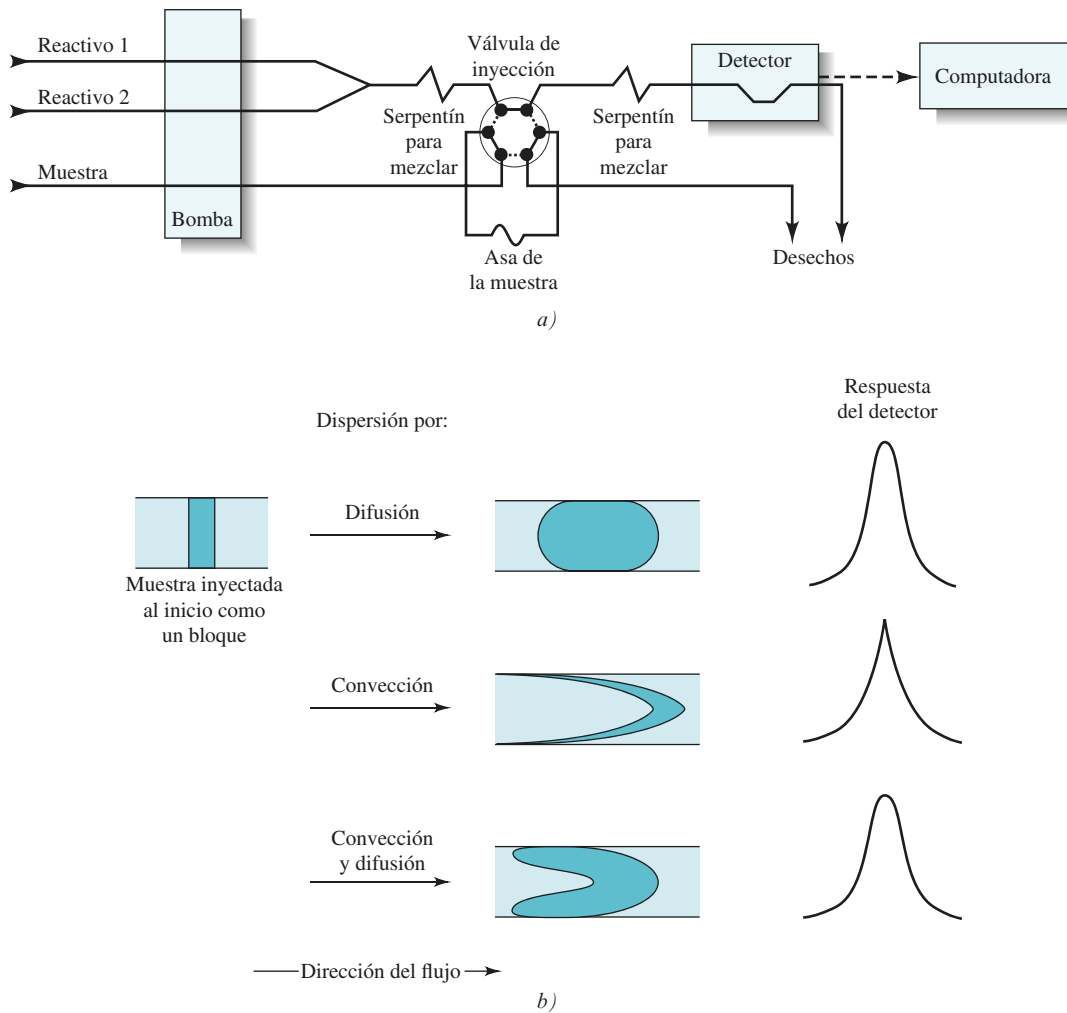 Reactivo 1
Reactivo 2
Muestra
Bomba
Serpentín
para
mezclar
Válvula de
inyección
Asa de
la muestra
Serpentín
para
mezclar
Detector
Computadora
Desechos
a)
Dispersión por:
Respuesta
del detector
Muestra inyectada
al inicio como
un bloque
Difusión
Convección
Convección
y difusión
Dirección del flujo
b)